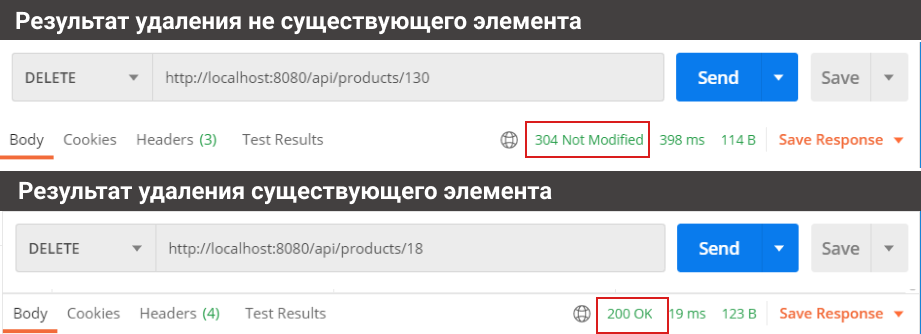 Результат удаления не существующего элемента
DELETE http://localhost:8080/api/products/130 Send Save
Body Cookies Headers (3) Test Results 304 Not Modified 398 ms 114 B Save Response
Результат удаления существующего элемента
DELETE http://localhost:8080/api/products/18 Send Save
Body Cookies Headers (4) Test Results 200 OK 19 ms 123 B Save Response